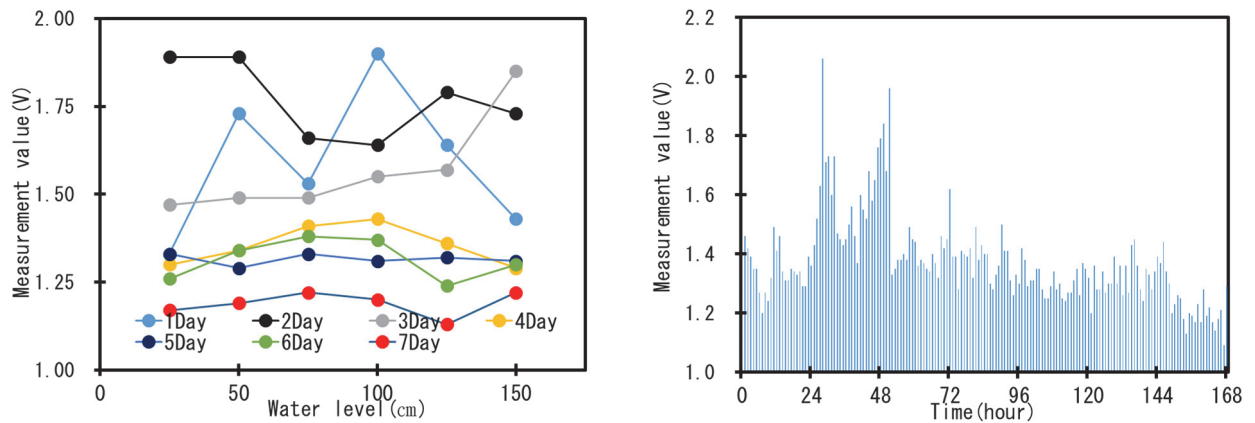 2.00
1.75
1.50
1.25
1.00
Measurement value(V)
1Day 2Day 3Day 4Day
5Day 6Day 7Day
0 50 100 150
Water level(㎝)
2.2
2.0
1.8
1.6
1.4
1.2
1.0
Measurement value(V)
0 24 48 72 96 120 144 168
Time(hour)